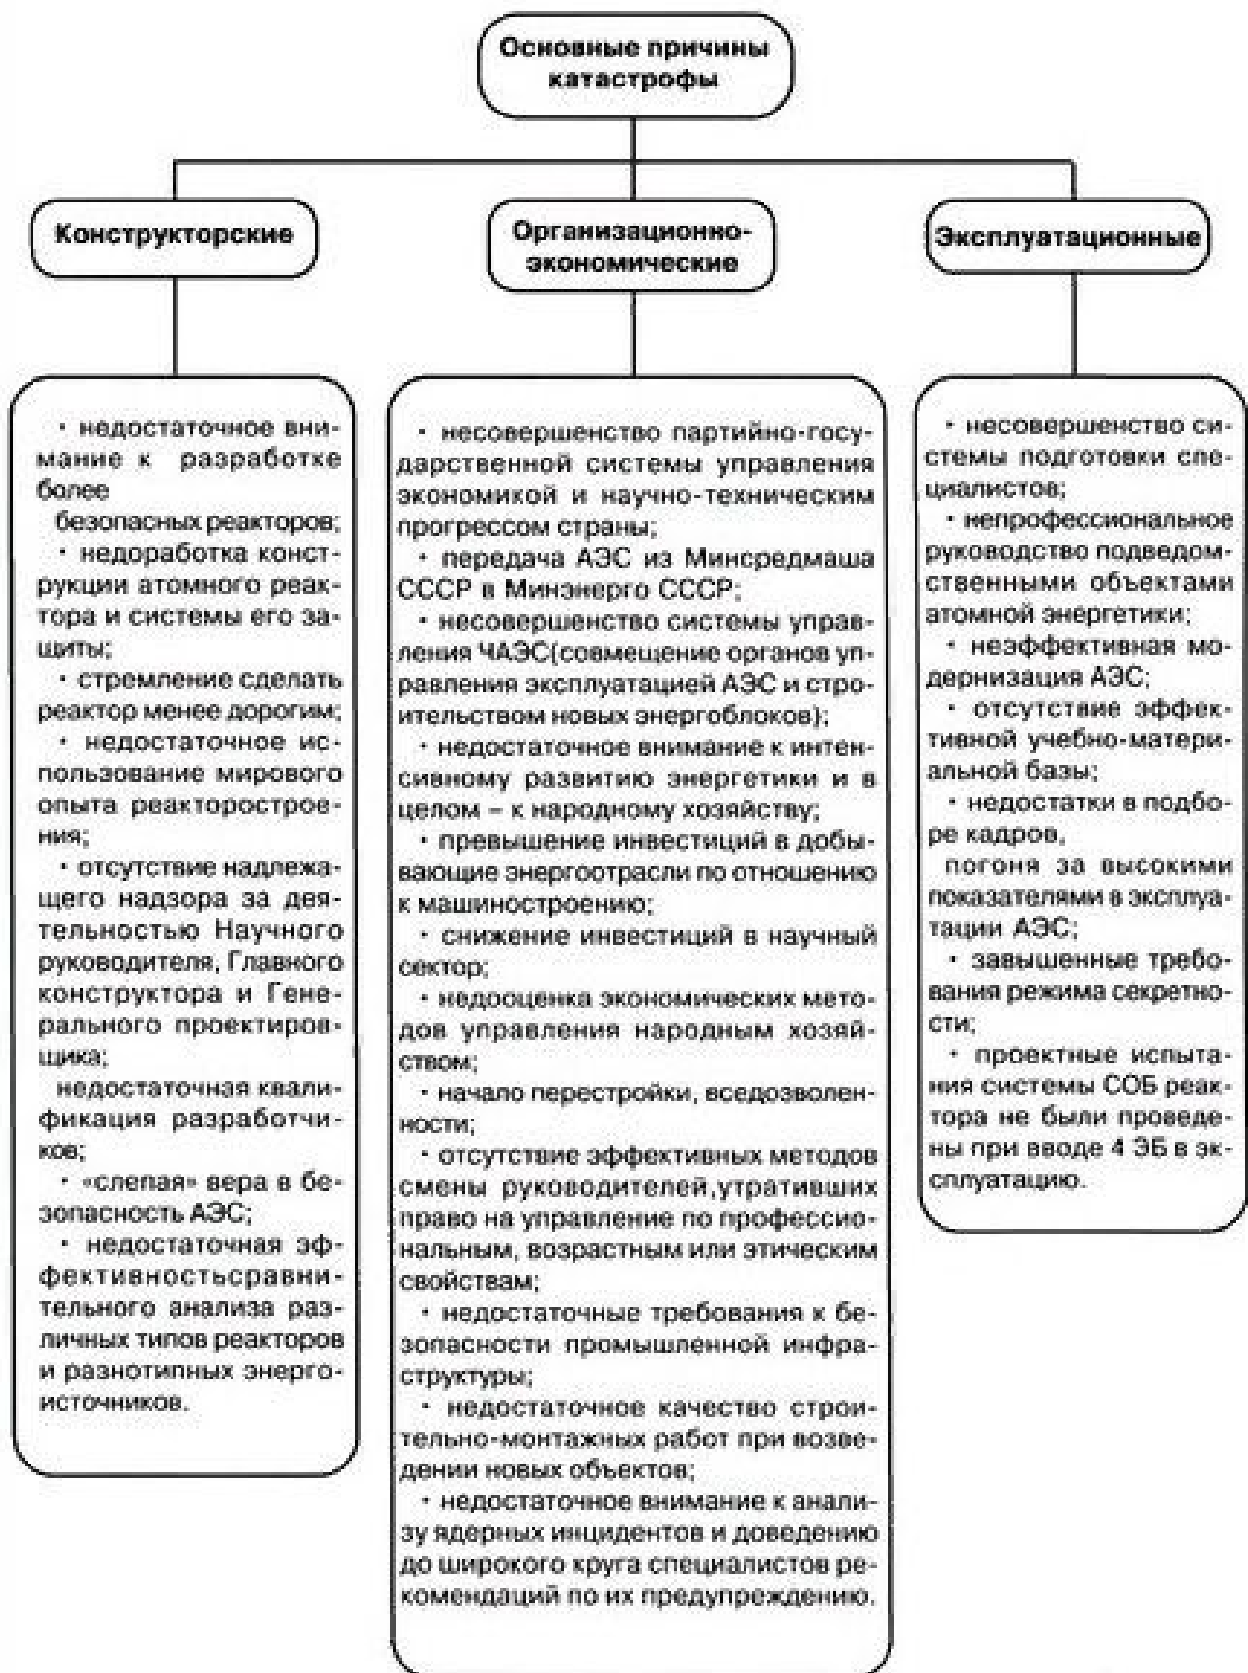 Основные причины
катастрофы
Конструкторские
Организационно-
экономические
Эксплуатационные
• недостаточное вни-
мание к разработке
более
безопасных реакторов;
• недоработка конст-
рукции атомного реак-
тора и системы его за-
щиты;
• стремление сделать
реактор менее дорогим;
• недостаточное ис-
пользование мирового
опыта реакторострое-
ния;
• отсутствие надлежа-
щего надзора за дея-
тельностью Научного
руководителя, Главного
конструктора и Гене-
рального проектиров-
щика;
недостаточная квали-
фикация разработчи-
ков;
• «слепая» вера в бе-
зопасность АЭС;
• недостаточная эф-
фективностьсравни-
тельного анализа раз-
личных типов реакторов
и разнотипных энерго-
источников.
• несовершенство партийно-госу-
дарственной системы управления
экономикой и научно-техническим
прогрессом страны;
• передача АЭС из Минсредмаша
СССР в Минэнерго СССР;
• несовершенство системы управ-
ления ЧАЭС(совмещение органов уп-
равления эксплуатацией АЭС и стро-
ительством новых энергоблоков);
• недостаточное внимание к интен-
сивному развитию энергетики и в
целом – к народному хозяйству;
• превышение инвестиций в добы-
вающие энергоотрасли по отношению
к машиностроению;
• снижение инвестиций в научный
сектор;
• недооценка экономических мето-
дов управления народным хозяй-
ством;
• начало перестройки, вседозволен-
ности;
• отсутствие эффективных методов
смены руководителей,утративших
право на управление по профессио-
нальным, возрастным или этическим
свойствам;
• недостаточные требования к бе-
зопасности промышленной инфра-
структуры;
• недостаточное качество строи-
тельно-монтажных работ при возве-
дении новых объектов;
• недостаточное внимание к анали-
зу ядерных инцидентов и доведению
до широкого круга специалистов ре-
комендаций по их предупреждению.
• несовершенство си-
стемы подготовки спе-
циалистов;
• непрофессиональное
руководство подведом-
ственными объектами
атомной энергетики;
• неэффективная мо-
дернизация АЭС;
• отсутствие эффек-
тивной учебно-матери-
альной базы;
• недостатки в подбо-
ре кадров,
погоня за высокими
показателями в эксплуа-
тации АЭС;
• завышенные требо-
вания режима секретно-
сти;
• проектные испыта-
ния системы СОБ реак-
тора не были проведе-
ны при вводе 4 ЭБ в эк-
сплуатацию.